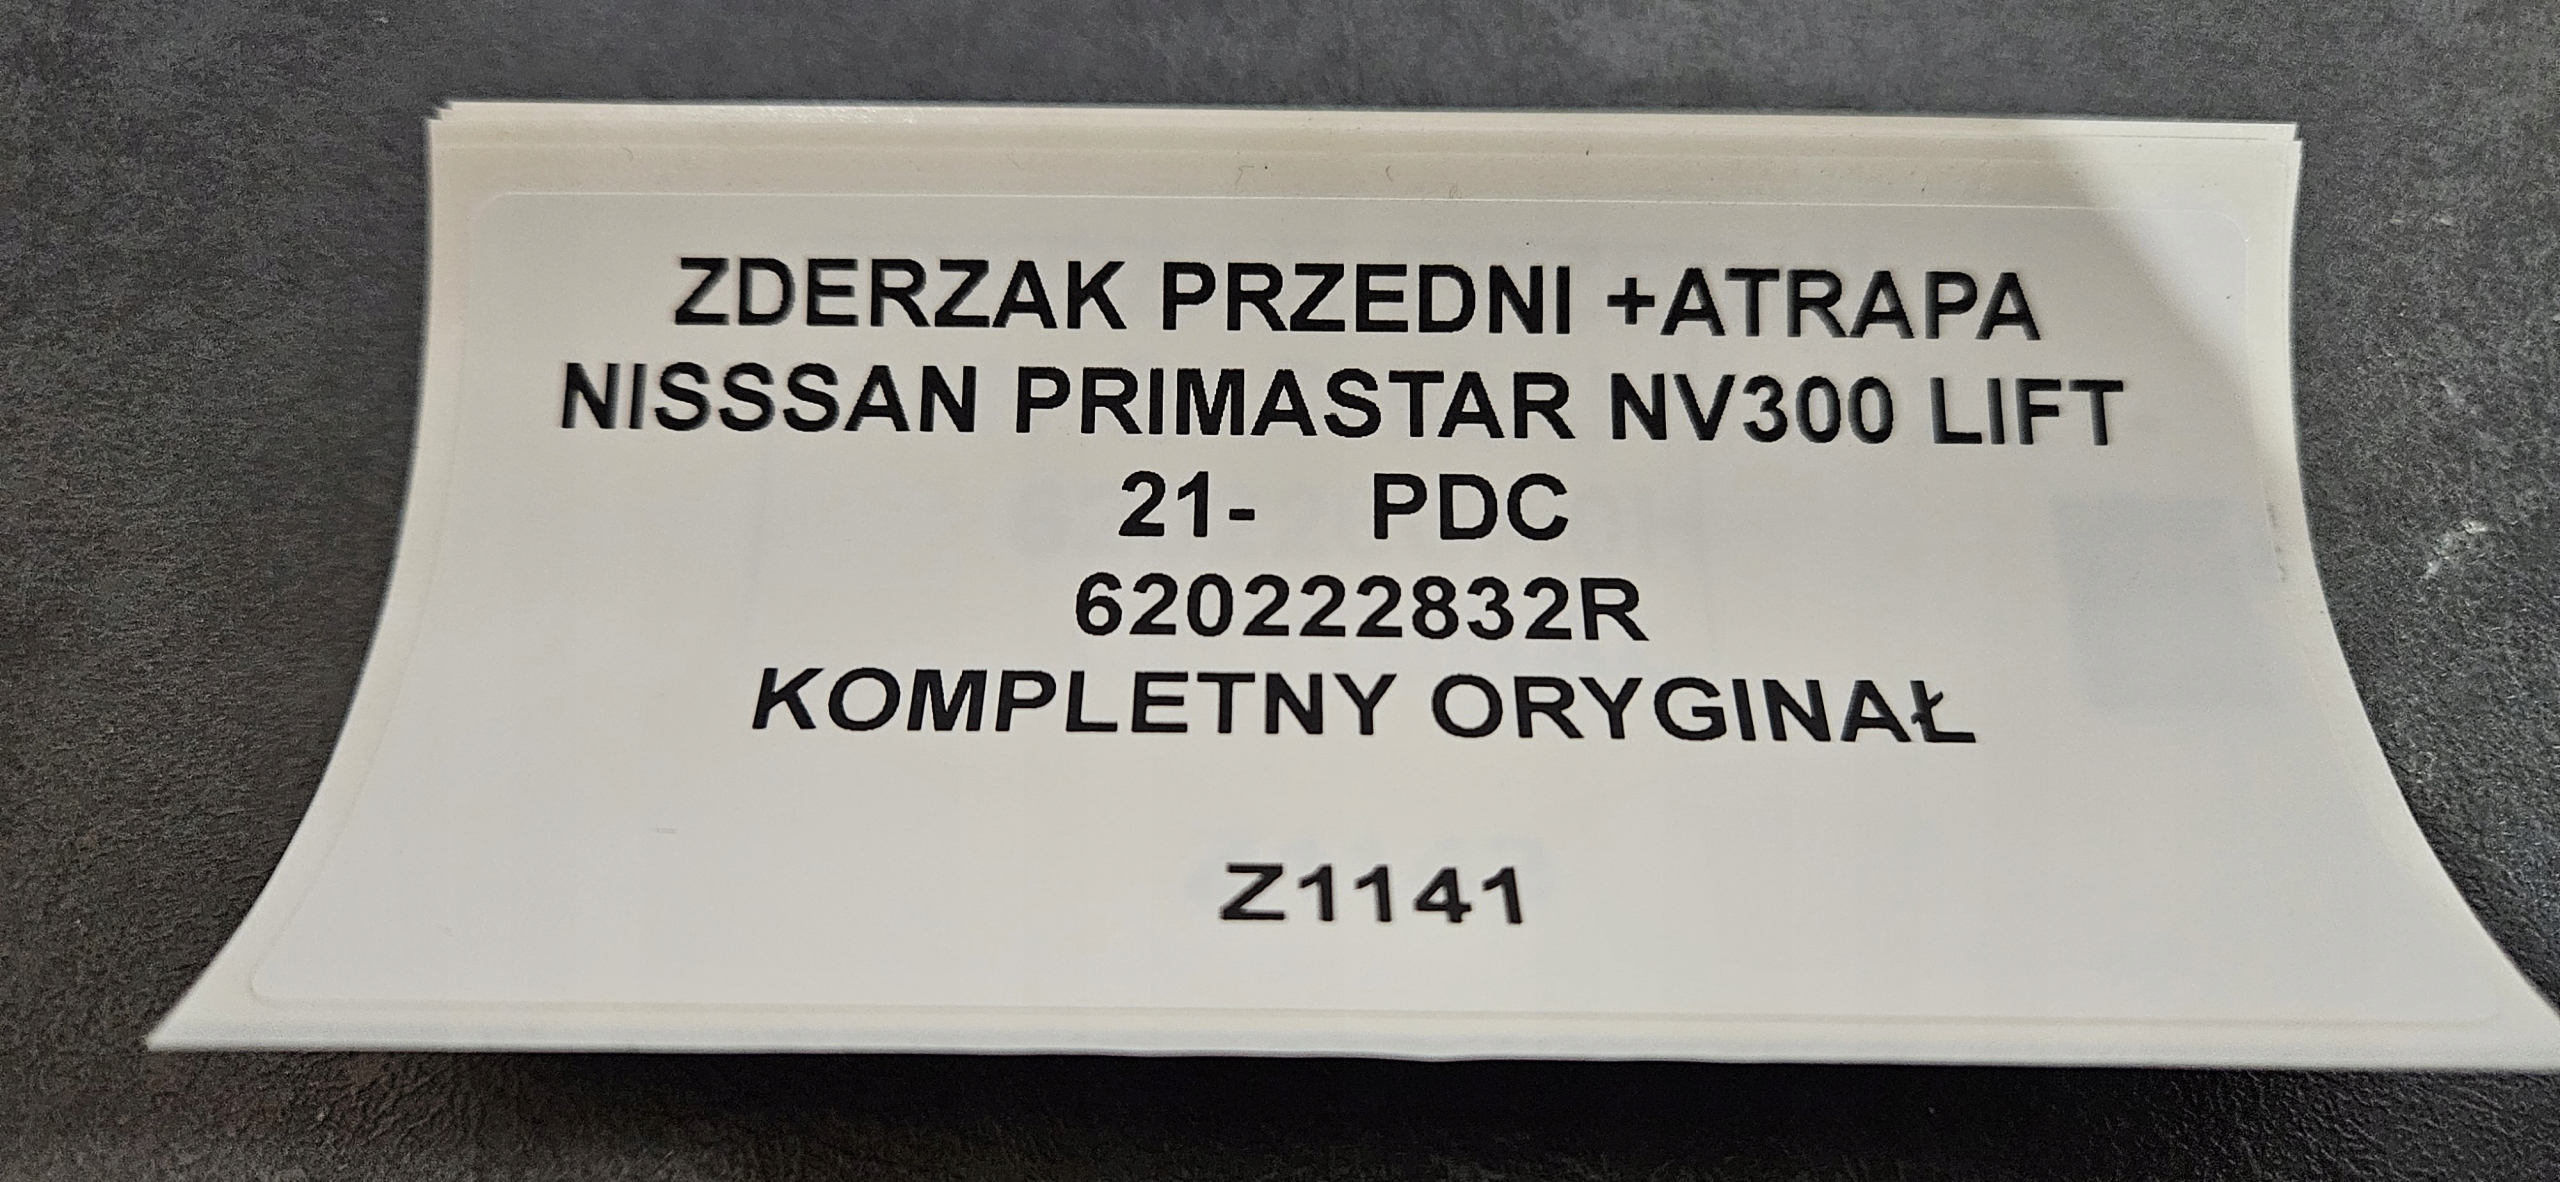 ZDERZAK PRZEDNI +ATRAPA
NISSSAN PRIMASTAR NV300 LIFT
21- PDC
620222832R
KOMPLETNY ORYGINAŁ
Z1141